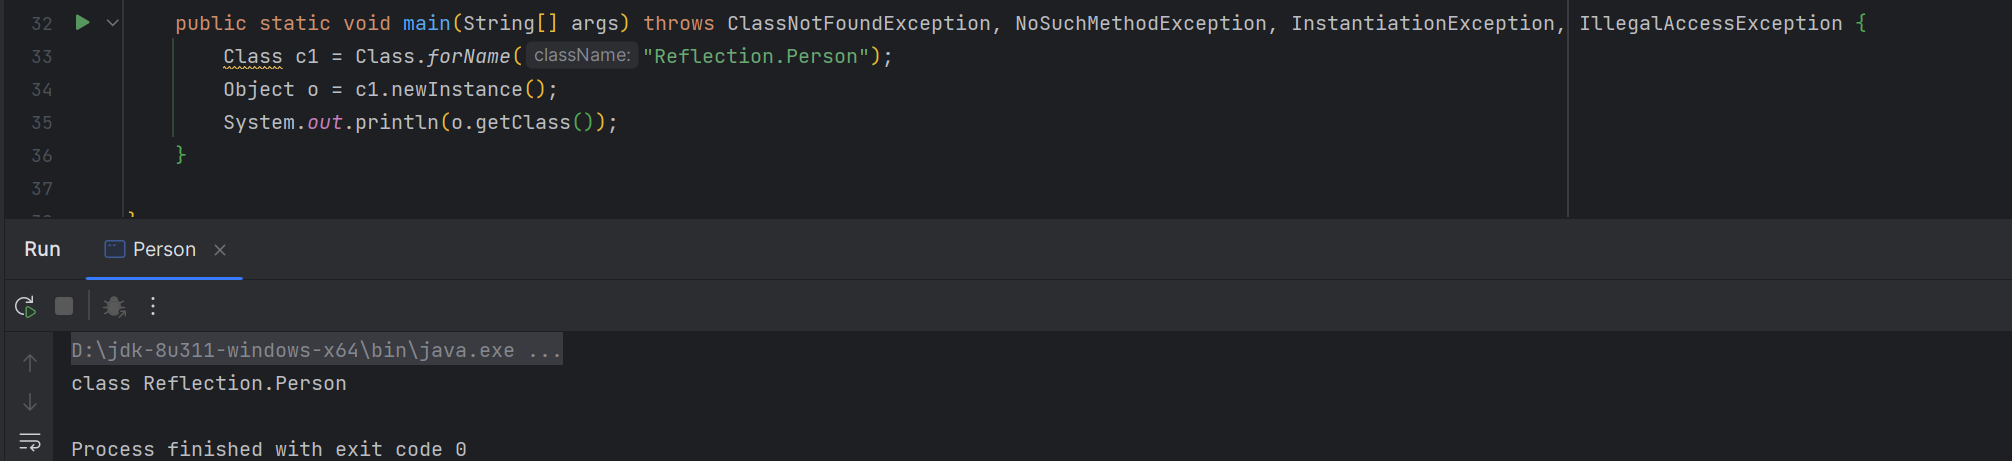 32 public static void main(String[] args) throws ClassNotFoundException, NoSuchMethodException, InstantiationException, IllegalAccessException {
33 Class c1 = Class.forName( className: "Reflection.Person");
34 Object o = c1.newInstance();
35 System.out.println(o.getClass());
36 }
37
Run Person
D:\jdk-8u311-windows-x64\bin\java.exe ...
class Reflection.Person
Process finished with exit code 0